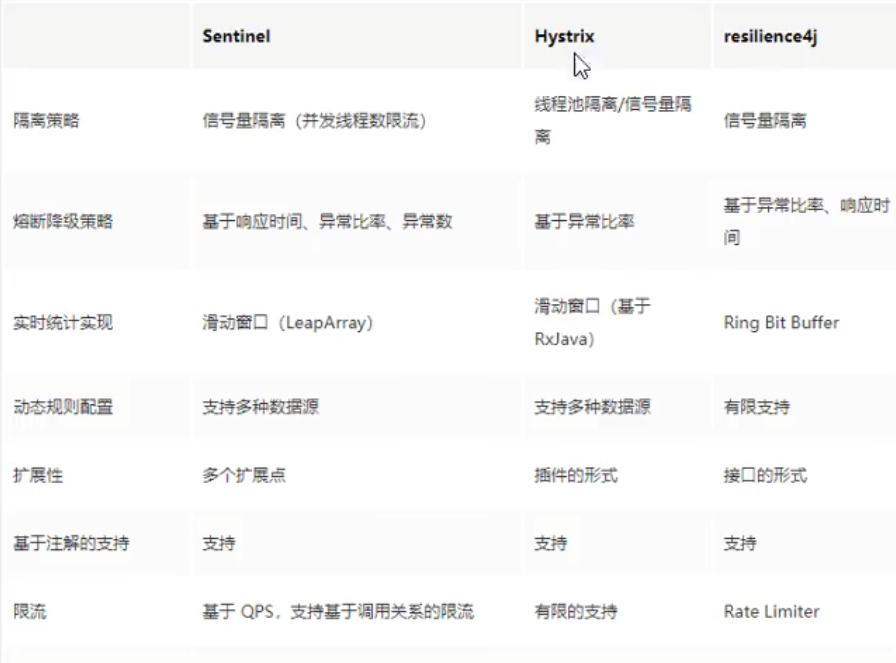 Sentinel Hystrix resilience4j
线程池隔离/信号量隔
隔离策略 信号量隔离（并发线程数限流） 信号量隔离
离
基于异常比率、响应时
熔断降级策略 基于响应时间、异常比率、异常数 基于异常比率
间
滑动窗口（基于
实时统计实现 滑动窗口（LeapArray） Ring Bit Buffer
RxJava）
动态规则配置 支持多种数据源 支持多种数据源 有限支持
扩展性 多个扩展点 插件的形式 接口的形式
基于注解的支持 支持 支持 支持
限流 基于 QPS，支持基于调用关系的限流 有限的支持 Rate Limiter